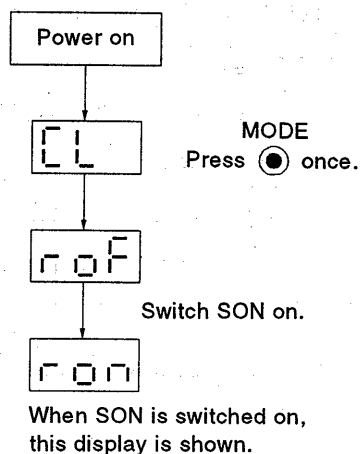 Power on
CL
MODE
Press once.
roF
Switch SON on.
ron
When SON is switched on,
this display is shown.